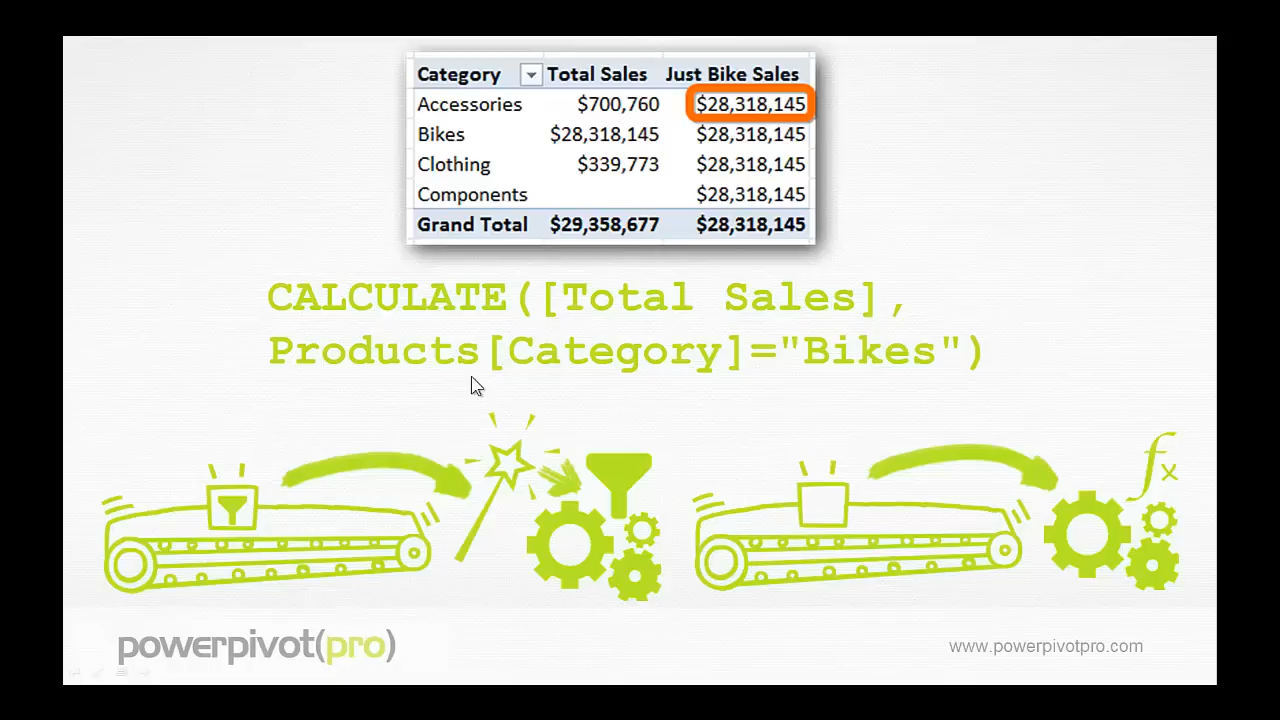 Category Total Sales Just Bike Sales
Accessories $700,760 $28,318,145
Bikes $28,318,145 $28,318,145
Clothing $339,773 $28,318,145
Components $28,318,145
Grand Total $29,358,677 $28,318,145
CALCULATE([Total Sales],
Products[Category]="Bikes")
fx
powerpivot(pro)
www.powerpivotpro.com